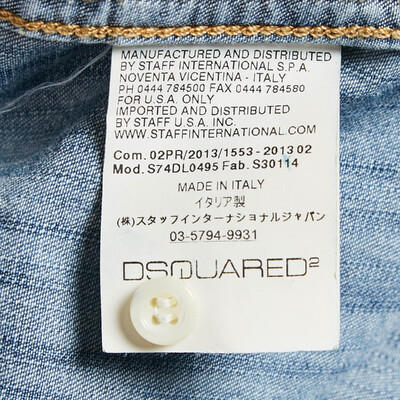 MANUFACTURED AND DISTRIBUTED
BY STAFF INTERNATIONAL S.P.A.
NOVENTA VICENTINA - ITALY
PH 0444 784500 FAX 0444 784580
FOR U.S.A. ONLY
IMPORTED AND DISTRIBUTED
BY STAFF U.S.A. INC.
WWW.STAFFINTERNATIONAL.COM
Com. 02PR/2013/1553 - 2013 02
Mod. S74DL0495 Fab. S30114
MADE IN ITALY
イタリア製
(株)スタッフインターナショナルジャパン
03-5794-9931
DSQUARED²